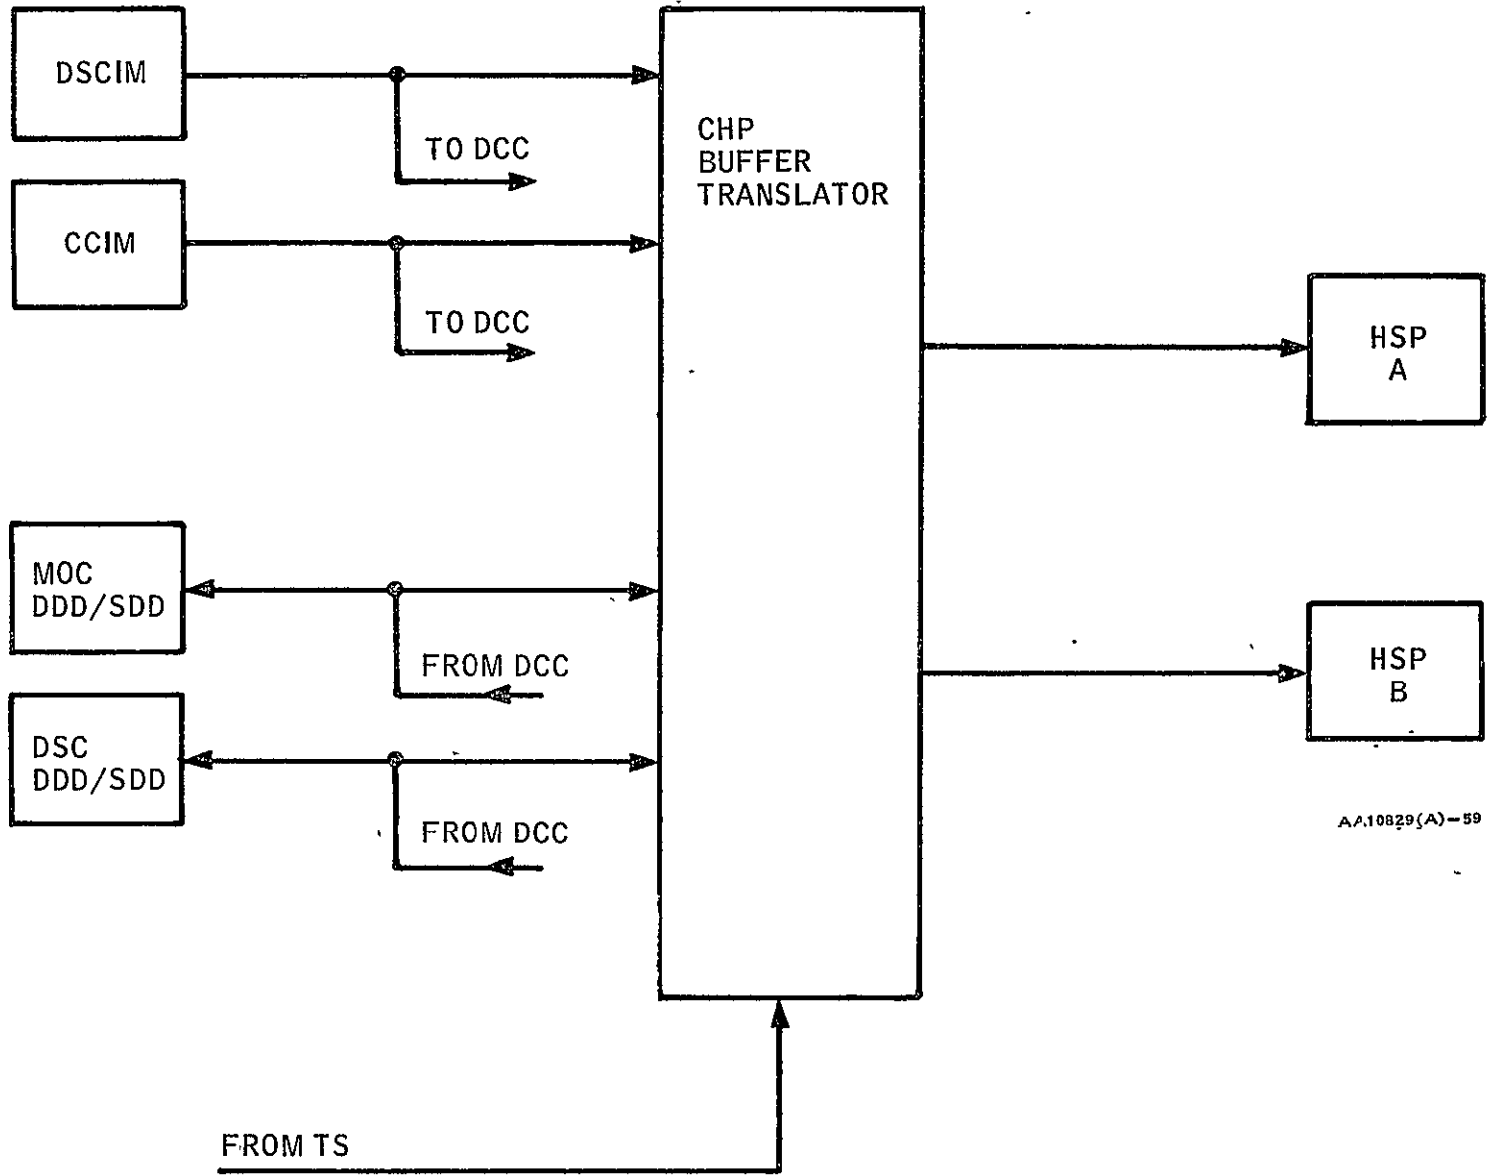 DSCIM
TO DCC
CCIM
TO DCC
CHP
BUFFER
TRANSLATOR
HSP
A
MOC
DDD/SDD
FROM DCC
DSC
DDD/SDD
FROM DCC
HSP
B
AA10829(A)-59
FROM TS